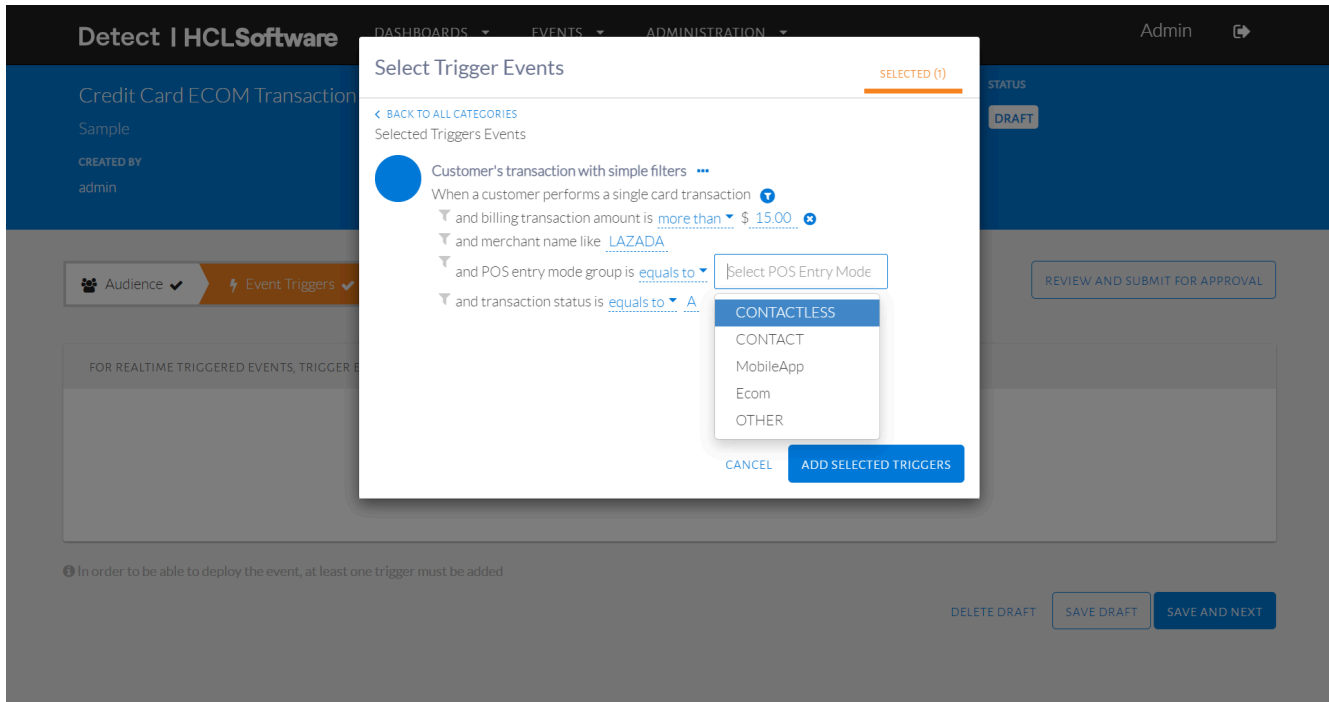 Detect | HCLSoftware
DASHBOARDS EVENTS ADMINISTRATION
Admin
Credit Card ECOM Transaction
Sample
CREATED BY
admin
STATUS
DRAFT
Select Trigger Events
SELECTED (1)
BACK TO ALL CATEGORIES
Selected Triggers Events
Customer's transaction with simple filters ...
When a customer performs a single card transaction
and billing transaction amount is more than $ 15.00
and merchant name like LAZADA
and POS entry mode group is equals to Select POS Entry Mode
and transaction status is equals to A
CONTACTLESS
CONTACT
MobileApp
Ecom
OTHER
CANCEL ADD SELECTED TRIGGERS
Audience Event Triggers
REVIEW AND SUBMIT FOR APPROVAL
FOR REALTIME TRIGGERED EVENTS, TRIGGER E
In order to be able to deploy the event, at least one trigger must be added
DELETE DRAFT SAVE DRAFT SAVE AND NEXT